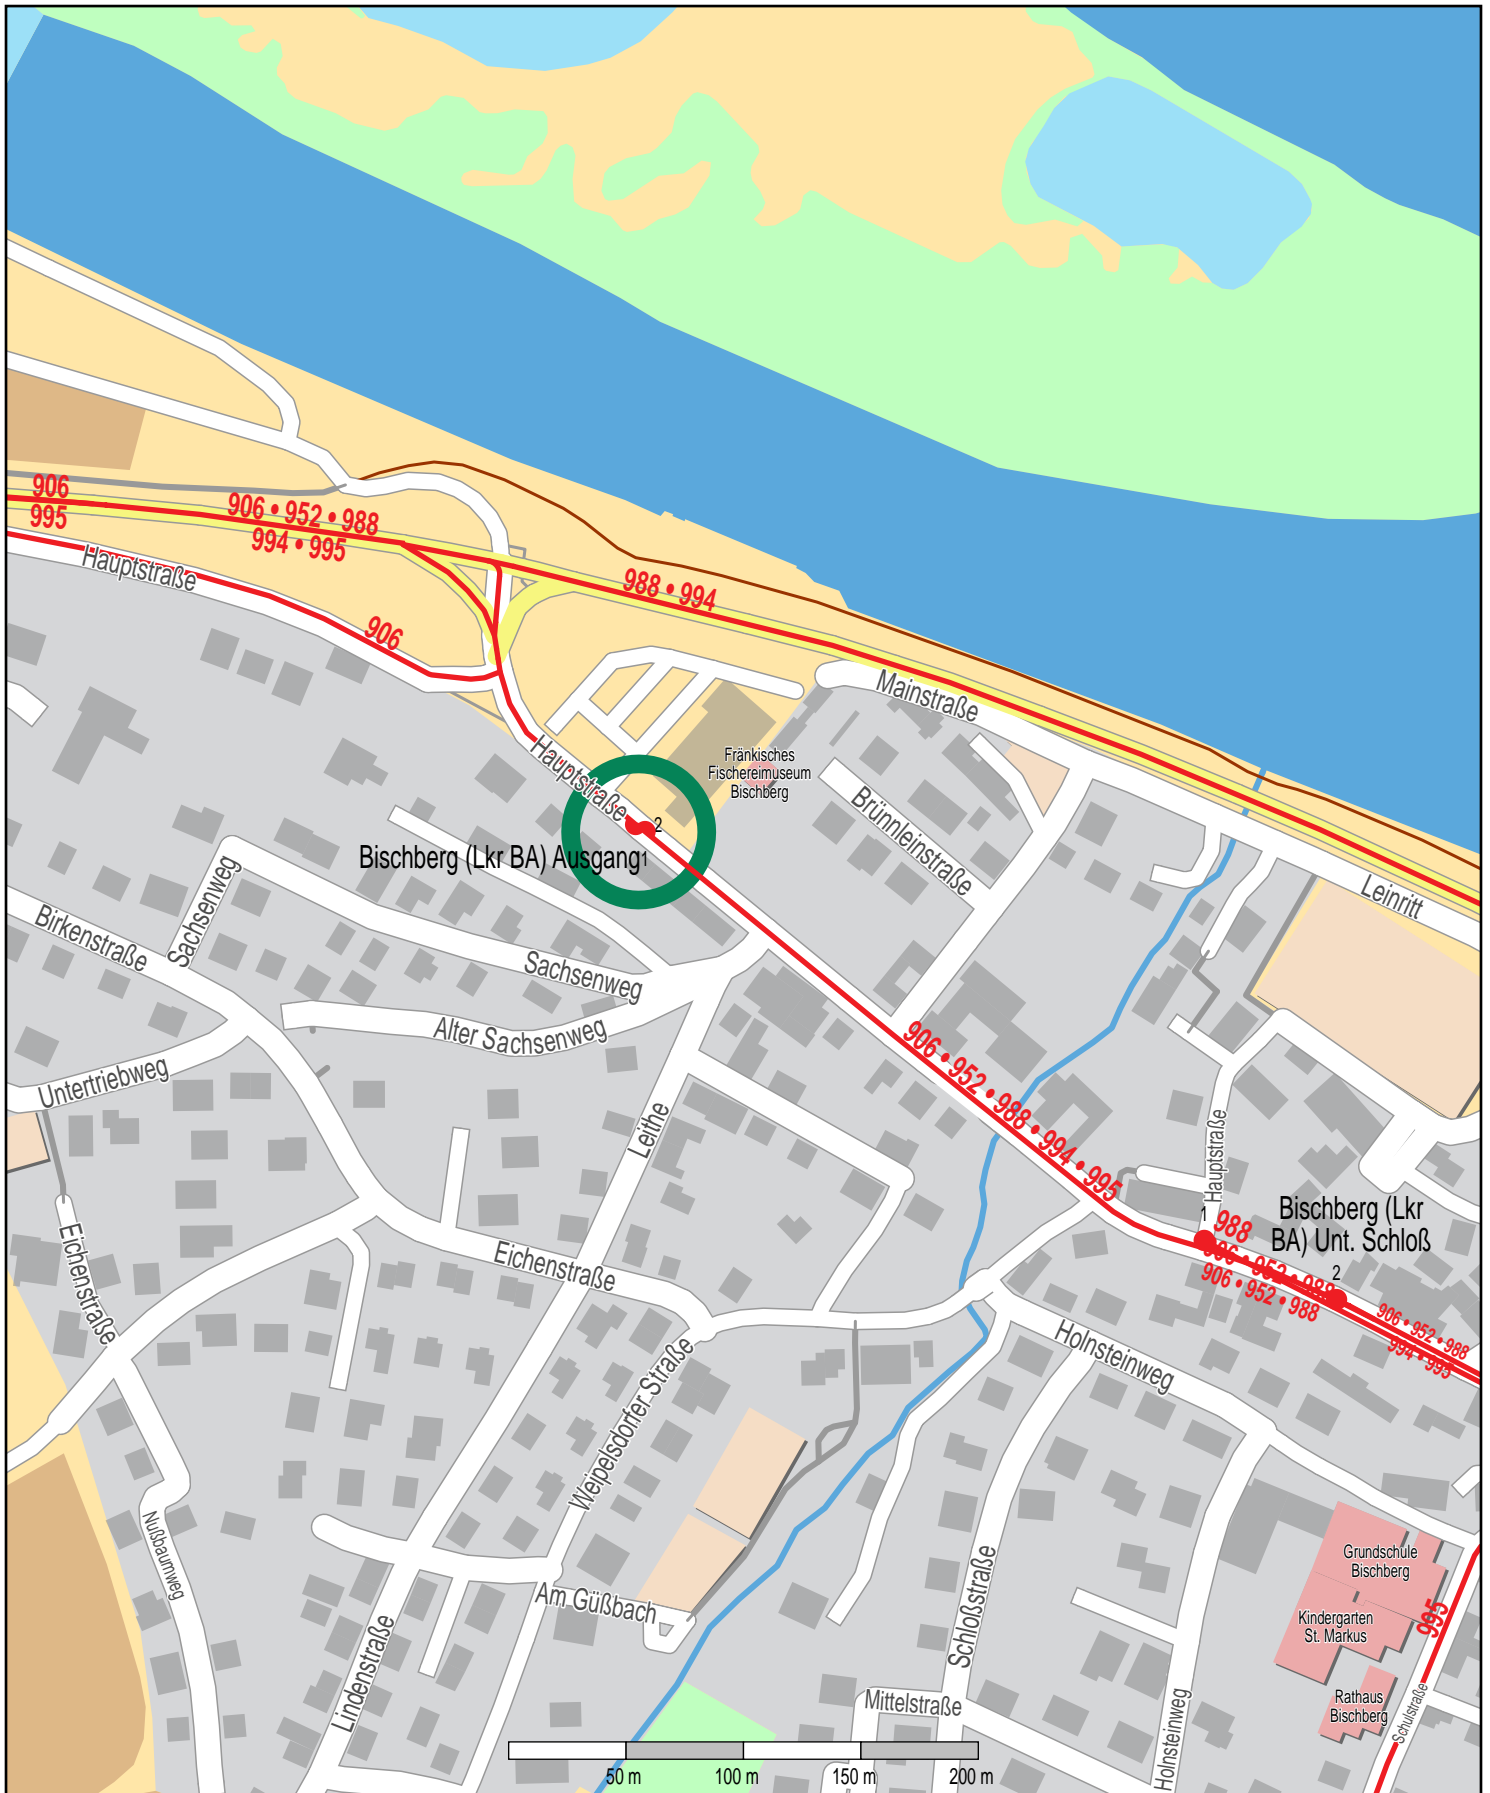 906
995
906 • 952 • 988
994 • 995
988 • 994
Hauptstraße
906
Mainstraße
Hauptstraße
Fränkisches
Fischereimuseum
Bischberg
2
Bischberg (Lkr BA) Ausgang
1
Brünnleinstraße
Leinritt
Sachsenweg
Birkenstraße
Sachsenweg
Alter Sachsenweg
Untertriebweg
906 • 952 • 988 • 994 • 995
Leithe
Hauptstraße
1
988
Bischberg (Lkr
BA) Unt. Schloß
2
906 • 952 • 988
906 • 952 • 988
906 • 952 • 988
994 • 995
Eichenstraße
Eichenstraße
Holnsteinweg
Weipelsdorfer Straße
Nußbaumweg
Am Güßbach
Lindenstraße
Schloßstraße
Grundschule
Bischberg
Kindergarten
St. Markus
995
Rathaus
Bischberg
Schulstraße
Mittelstraße
Holnsteinweg
50 m
100 m
150 m
200 m